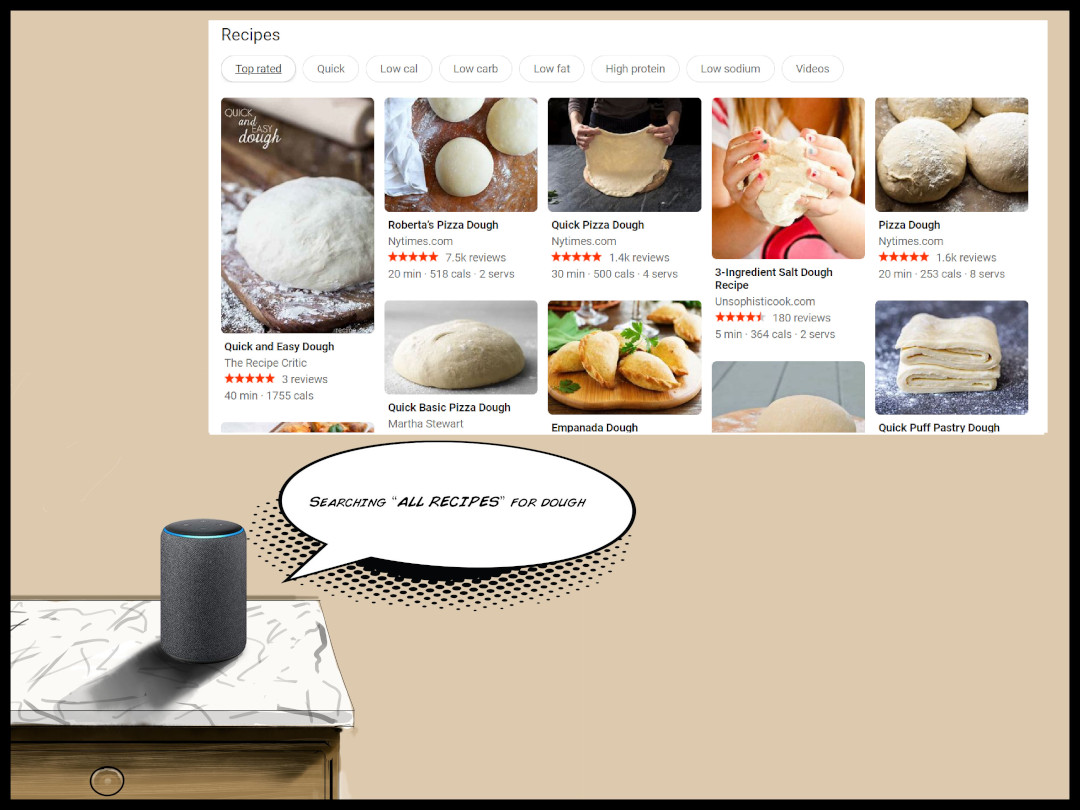 Recipes
Top rated
Quick
Low cal
Low carb
Low fat
High protein
Low sodium
Videos
QUICK
and
EASY
dough
Quick and Easy Dough
The Recipe Critic
3 reviews
40 min · 1755 cals
Roberta's Pizza Dough
Nytimes.com
7.5k reviews
20 min · 518 cals · 2 servs
Quick Basic Pizza Dough
Martha Stewart
Quick Pizza Dough
Nytimes.com
1.4k reviews
30 min · 500 cals · 4 servs
Empanada Dough
3-Ingredient Salt Dough
Recipe
Unsophisticook.com
180 reviews
5 min · 364 cals · 2 servs
Pizza Dough
Nytimes.com
1.6k reviews
20 min · 253 cals · 8 servs
Quick Puff Pastry Dough
SEARCHING “ALL RECIPES” FOR DOUGH